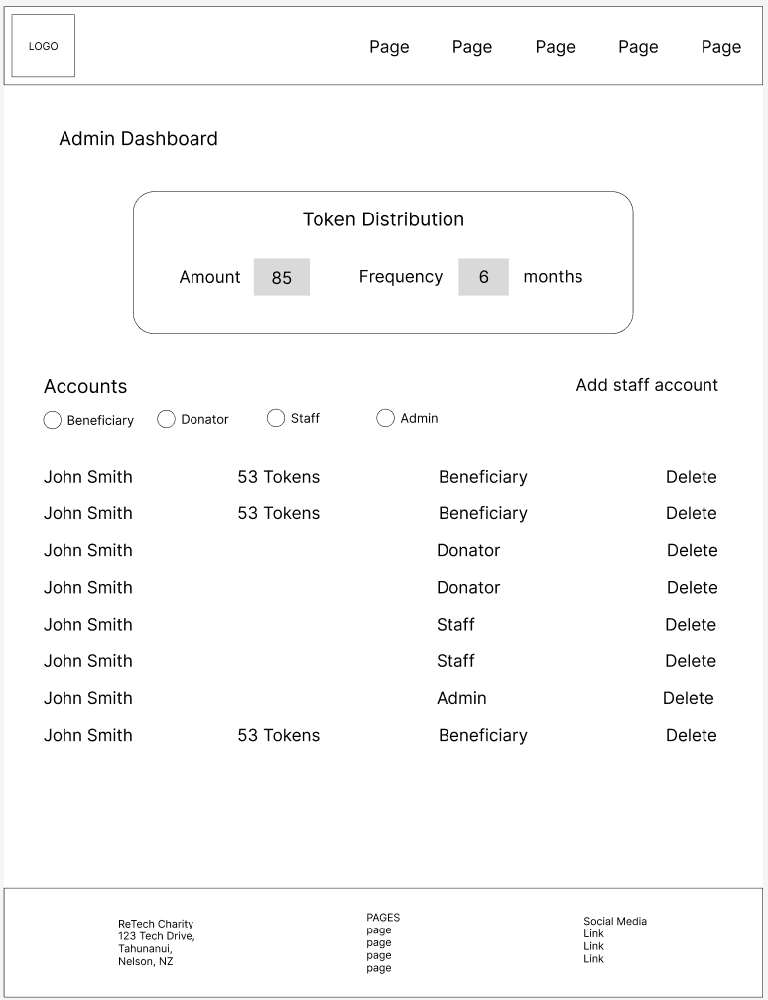 LOGO
Page Page Page Page Page
Admin Dashboard
Token Distribution
Amount 85 Frequency 6 months
Accounts
Add staff account
Beneficiary Donator Staff Admin
John Smith 53 Tokens Beneficiary Delete
John Smith 53 Tokens Beneficiary Delete
John Smith Donator Delete
John Smith Donator Delete
John Smith Staff Delete
John Smith Staff Delete
John Smith Admin Delete
John Smith 53 Tokens Beneficiary Delete
ReTech Charity
123 Tech Drive,
Tahunanui,
Nelson, NZ
PAGES
page
page
page
page
Social Media
Link
Link
Link